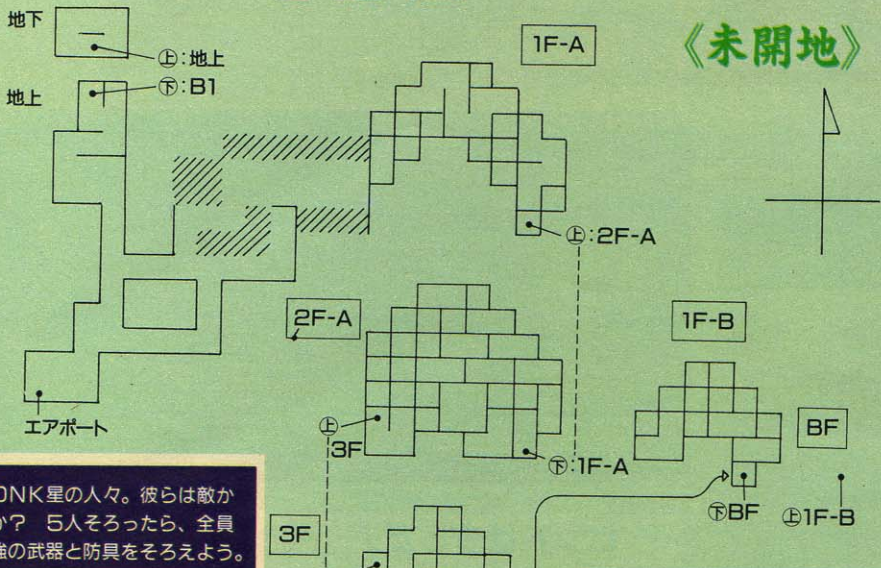 《未開地》
地下
上:地上
地上
下:B1
1F-A
上:2F-A
2F-A
1F-B
エアポート
上
3F
下:1F-A
BF
下BF
上1F-B
3F
ONK星の人々。彼らは敵か
か? 5人そろったら、全員
強の武器と防具をそろえよう。